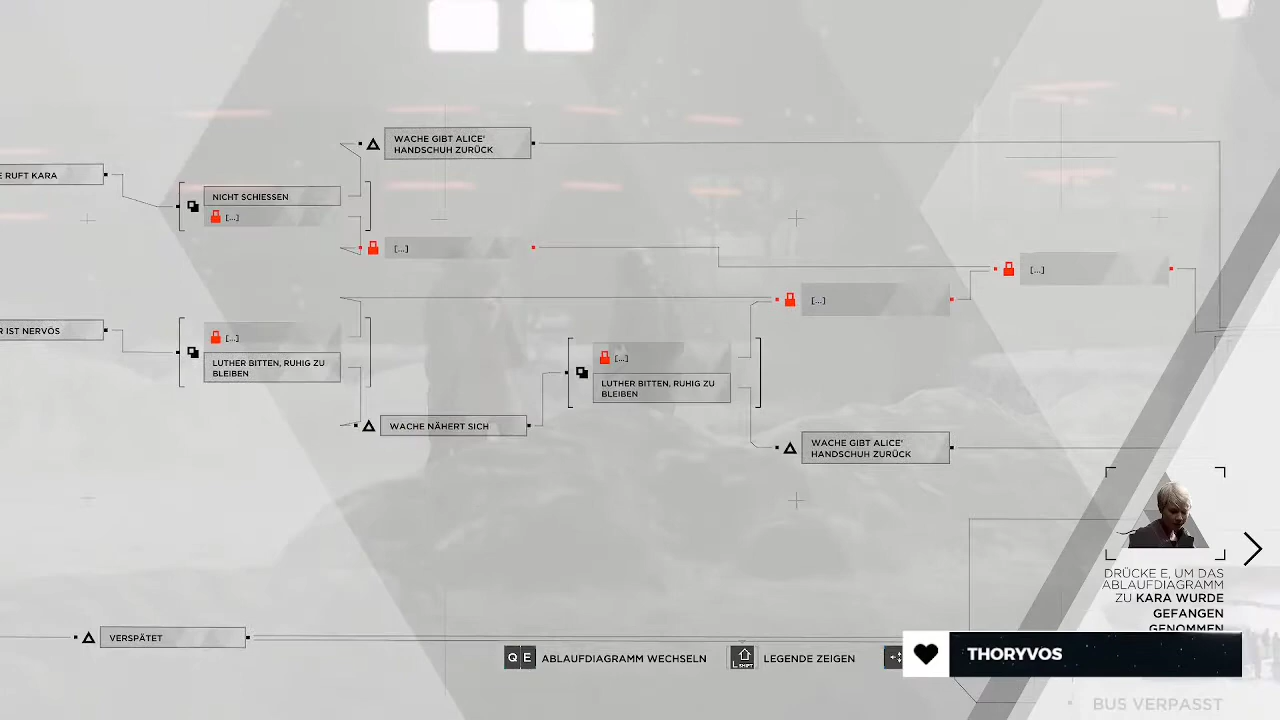 WACHE GIBT ALICE'
HANDSCHUH ZURÜCK
E RUFT KARA
NICHT SCHIESSEN
[...]
[...]
[...]
[...]
R IST NERVÖS
[...]
LUTHER BITTEN, RUHIG ZU
BLEIBEN
[...]
LUTHER BITTEN, RUHIG ZU
BLEIBEN
WACHE NÄHERT SICH
WACHE GIBT ALICE'
HANDSCHUH ZURÜCK
DRÜCKE E, UM DAS
ABLAUFDIAGRAMM
ZU KARA WURDE
GEFANGEN
GENOMMEN
VERSPÄTET
Q E ABLAUFDIAGRAMM WECHSELN
L SHIFT LEGENDE ZEIGEN
THORYVOS
BUS VERPASST